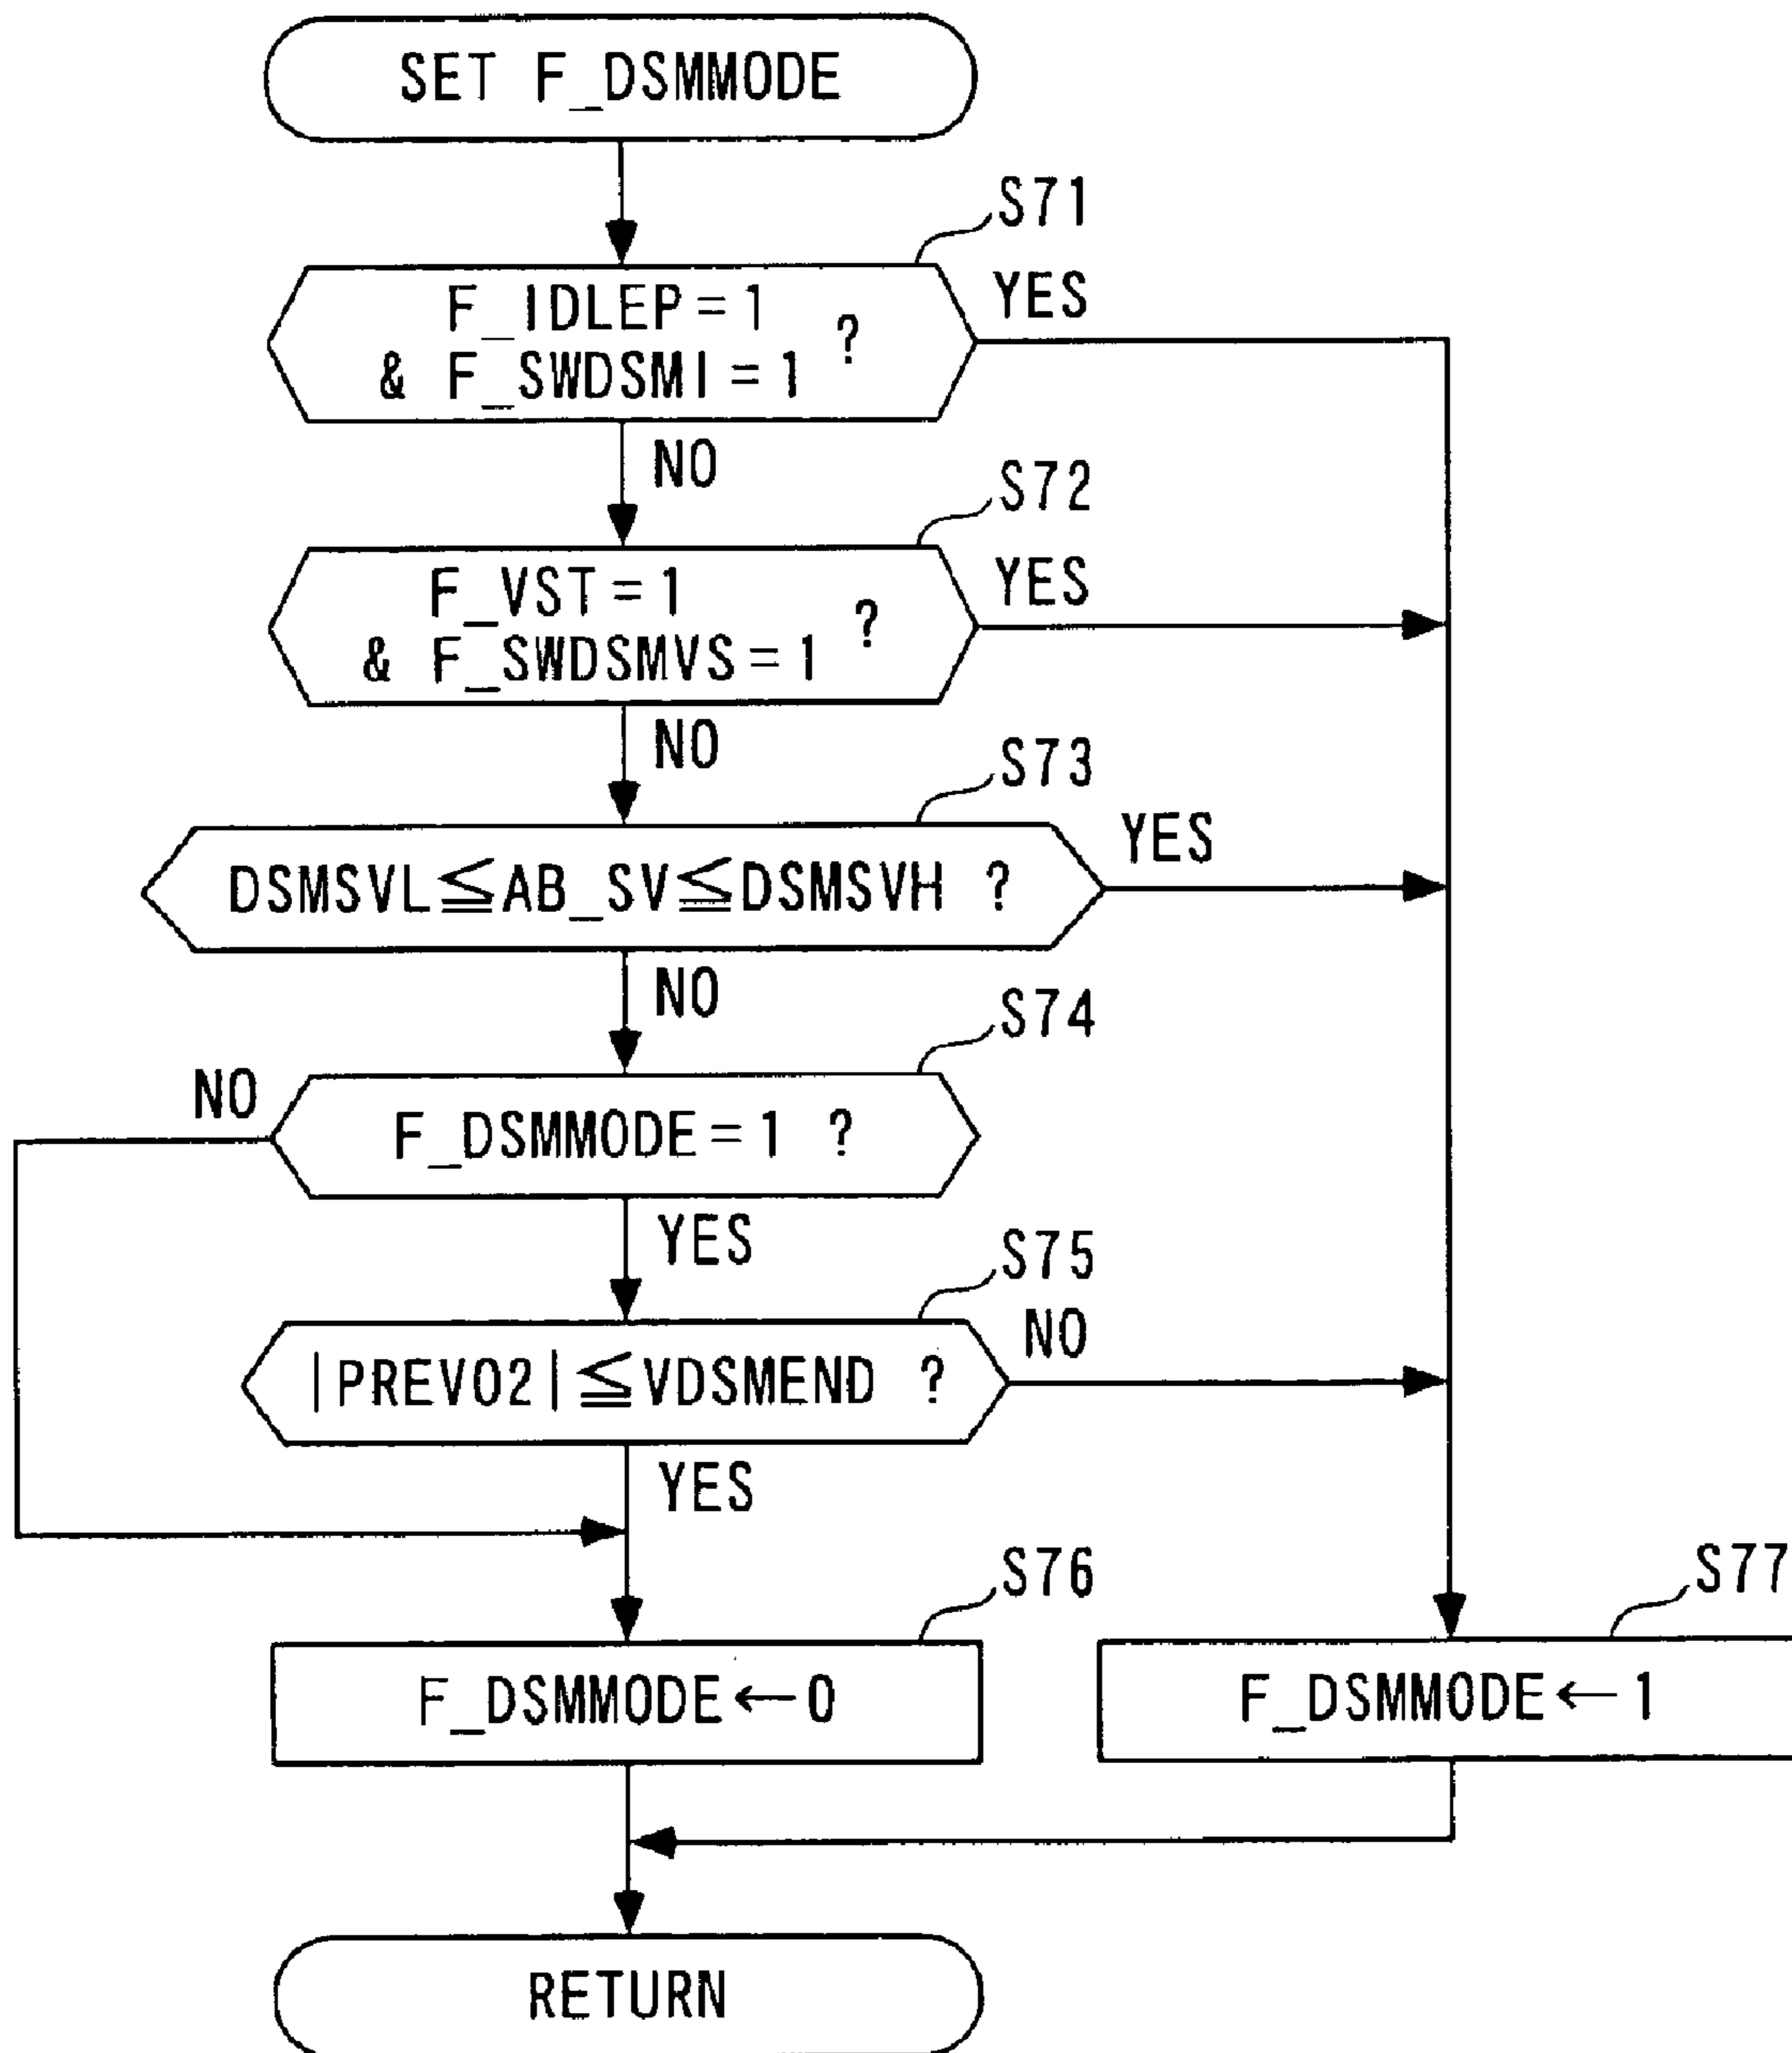 SET F_DSMMODE
S71
F_IDLEP=1
& F_SWDSMI=1 ?
YES
NO
S72
F_VST=1
& F_SWDSMVS=1 ?
YES
NO
S73
DSMSVL≦AB_SV≦DSMSVH ?
YES
NO
S74
F_DSMMODE=1 ?
NO
YES
S75
|PREVO2|≦VDSMEND ?
NO
YES
S76
F_DSMMODE←0
S77
F_DSMMODE←1
RETURN